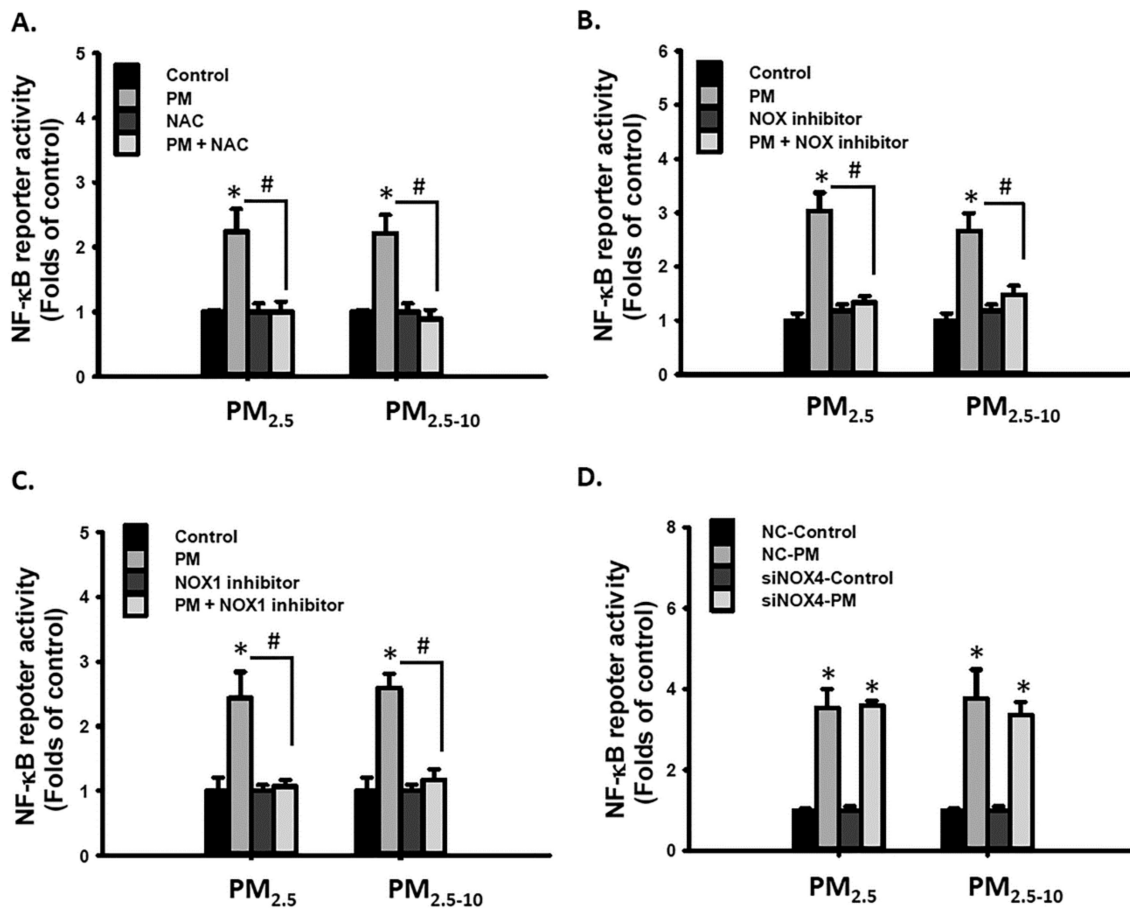 A.
NF-κB reporter activity
(Folds of control)
5
4
3
2
1
0
Control
PM
NAC
PM + NAC
*
#
*
#
PM2.5
PM2.5-10
B.
NF-κB reporter activity
(Folds of control)
6
5
4
3
2
1
0
Control
PM
NOX inhibitor
PM + NOX inhibitor
*
#
*
#
PM2.5
PM2.5-10
C.
NF-κB repoter activity
(Folds of control)
5
4
3
2
1
0
Control
PM
NOX1 inhibitor
PM + NOX1 inhibitor
*
#
*
#
PM2.5
PM2.5-10
D.
NF-κB repoter activity
(Folds of control)
8
6
4
2
0
NC-Control
NC-PM
siNOX4-Control
siNOX4-PM
*
*
*
*
PM2.5
PM2.5-10